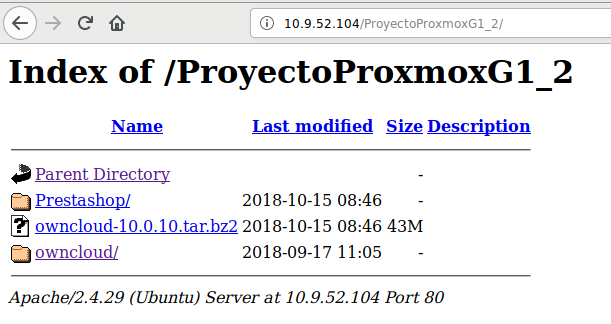 10.9.52.104/ProyectoProxmoxG1_2/
Index of /ProyectoProxmoxG1_2
Name Last modified Size Description
Parent Directory -
Prestashop/ 2018-10-15 08:46 -
owncloud-10.0.10.tar.bz2 2018-10-15 08:46 43M
owncloud/ 2018-09-17 11:05 -
Apache/2.4.29 (Ubuntu) Server at 10.9.52.104 Port 80